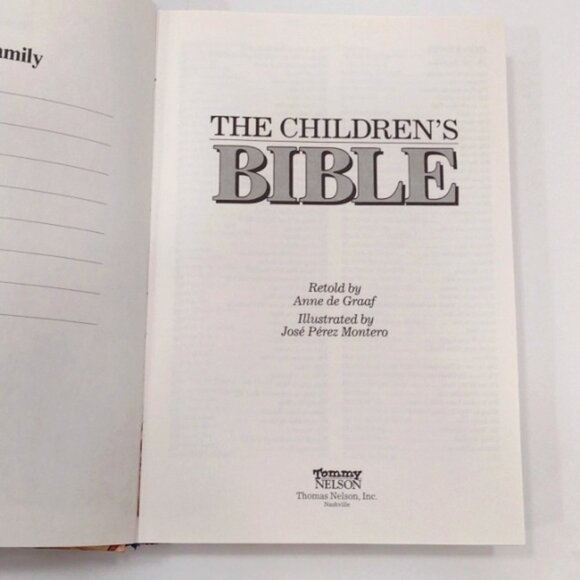 THE CHILDREN'S
BIBLE
Retold by
Anne de Graaf
Illustrated by
José Pérez Montero
Tommy
NELSON
Thomas Nelson, Inc.
Nashville